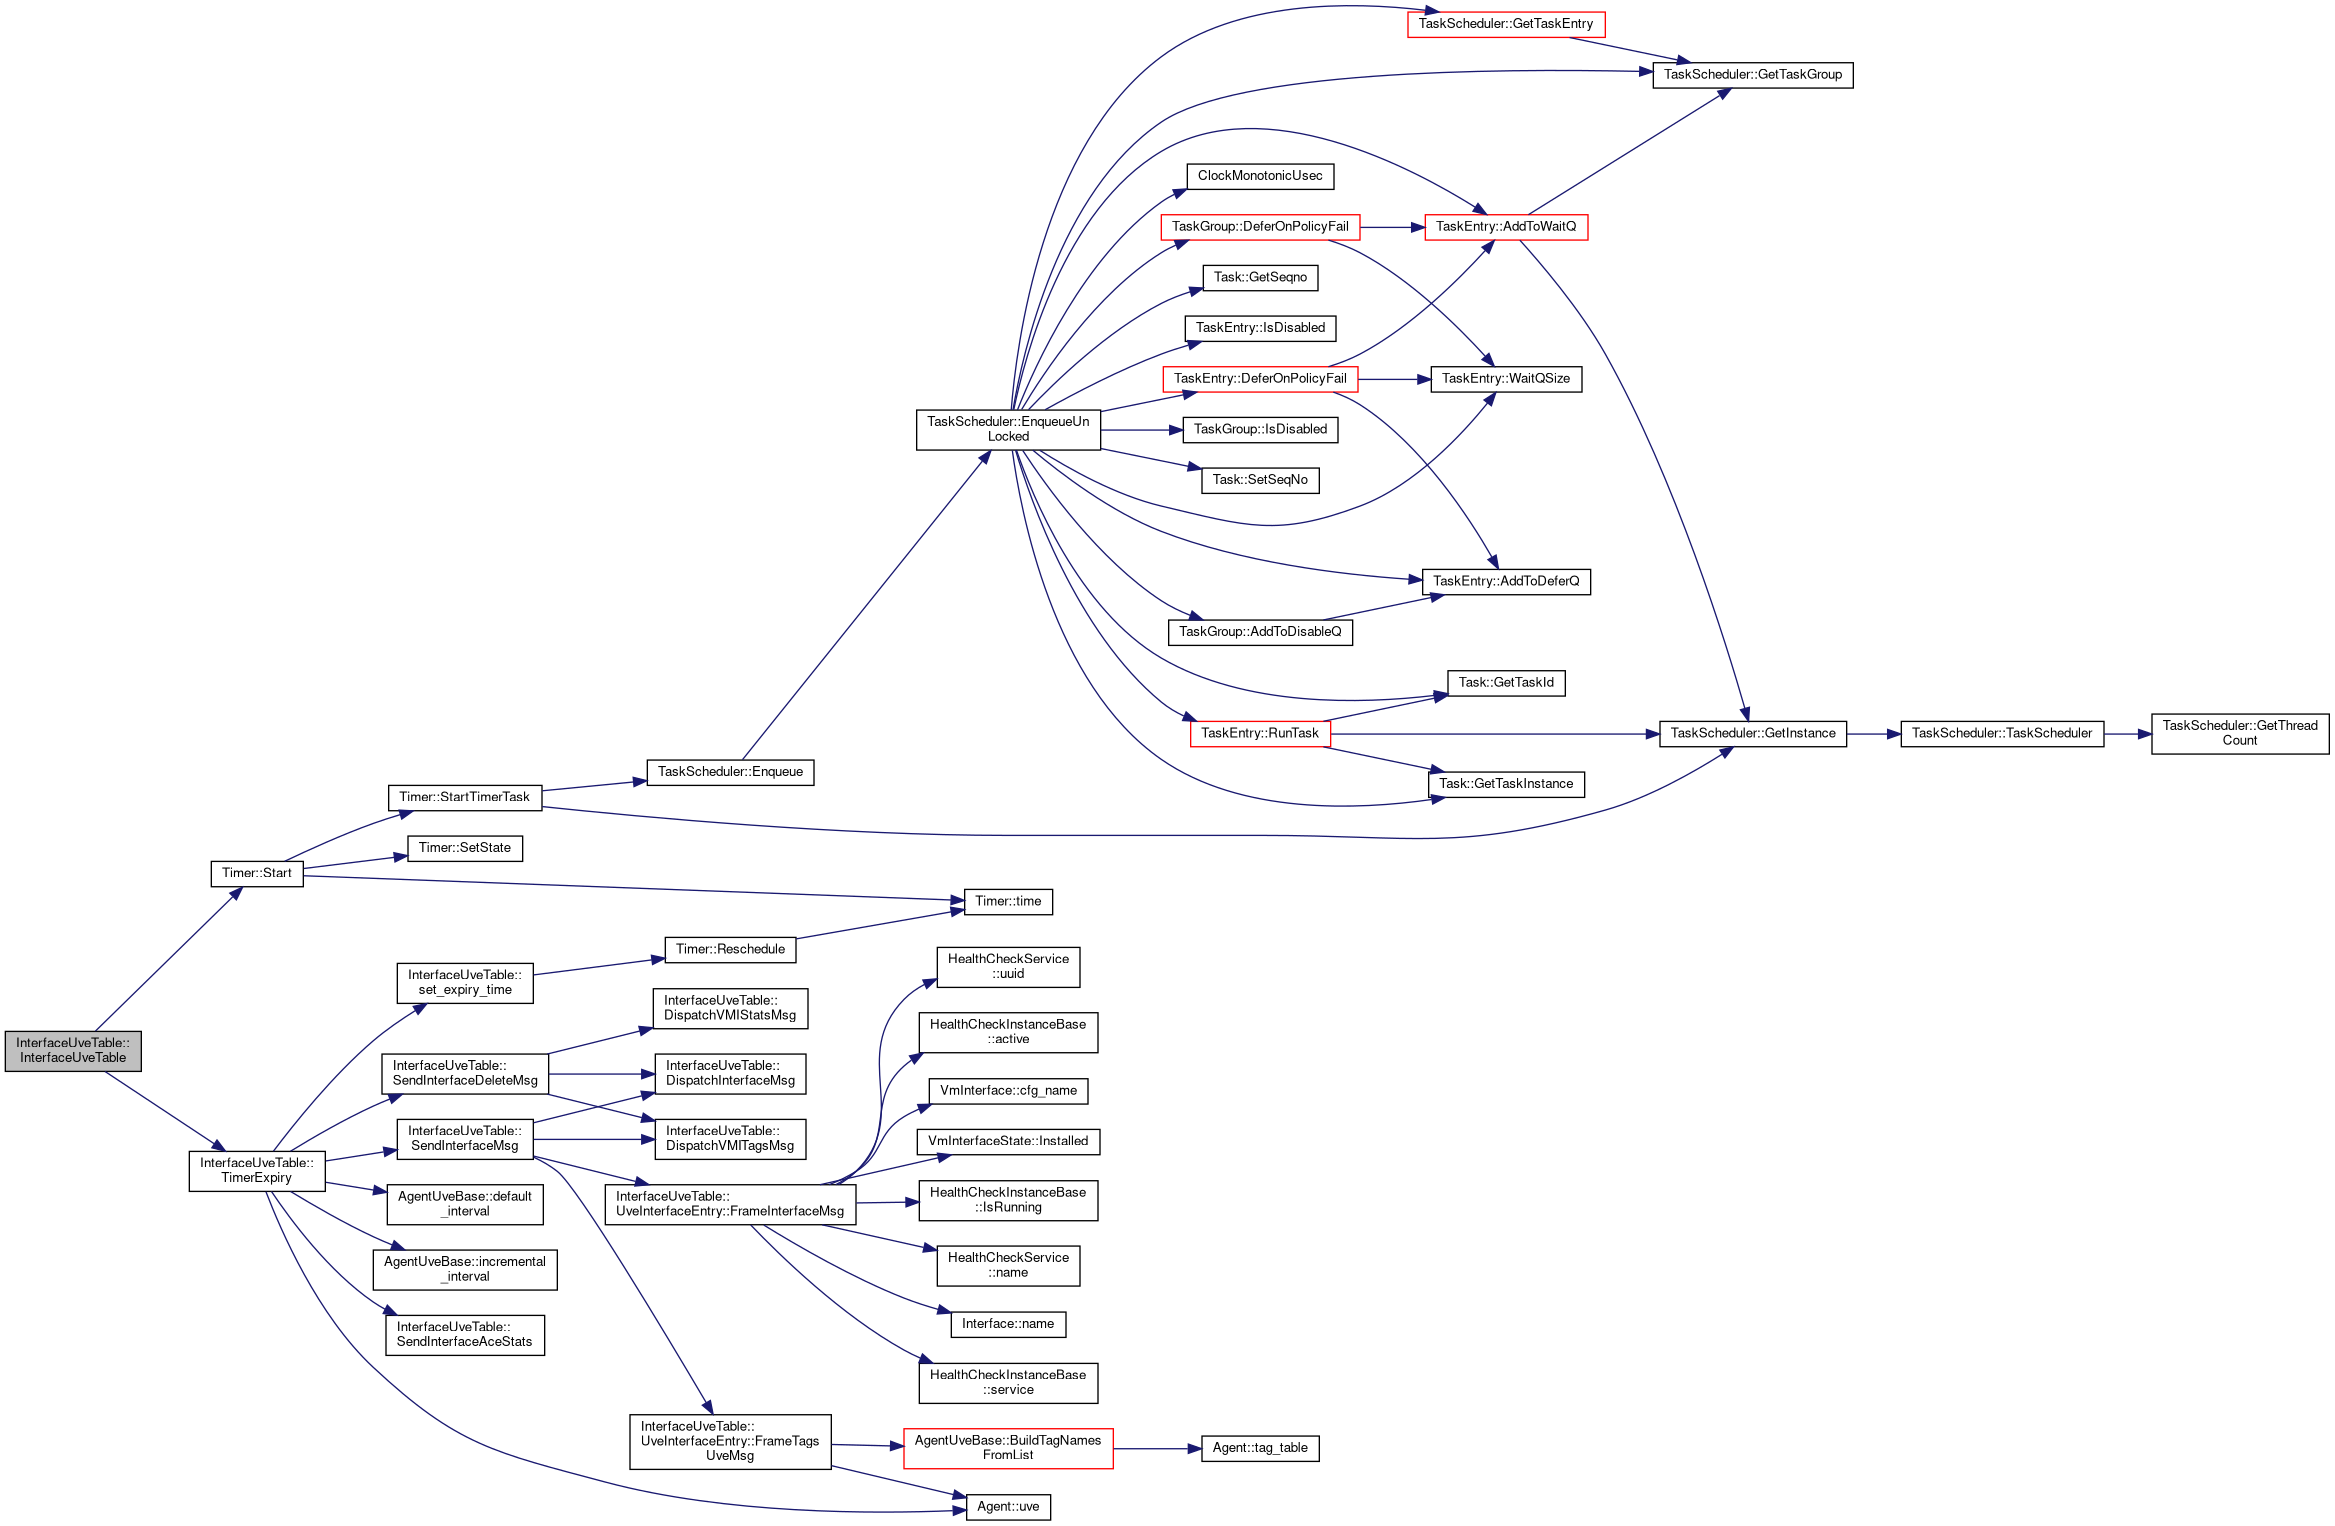 InterfaceUveTable::
InterfaceUveTable
Timer::Start
InterfaceUveTable::
TimerExpiry
Timer::StartTimerTask
Timer::SetState
InterfaceUveTable::
set_expiry_time
InterfaceUveTable::
SendInterfaceDeleteMsg
InterfaceUveTable::
SendInterfaceMsg
AgentUveBase::default
_interval
AgentUveBase::incremental
_interval
InterfaceUveTable::
SendInterfaceAceStats
TaskScheduler::Enqueue
Timer::Reschedule
InterfaceUveTable::
DispatchVMIStatsMsg
InterfaceUveTable::
DispatchInterfaceMsg
InterfaceUveTable::
DispatchVMITagsMsg
InterfaceUveTable::
UveInterfaceEntry::FrameInterfaceMsg
InterfaceUveTable::
UveInterfaceEntry::FrameTags
UveMsg
TaskScheduler::EnqueueUn
Locked
Timer::time
HealthCheckService
::uuid
HealthCheckInstanceBase
::active
VmInterface::cfg_name
VmInterfaceState::Installed
HealthCheckInstanceBase
::IsRunning
HealthCheckService
::name
Interface::name
HealthCheckInstanceBase
::service
AgentUveBase::BuildTagNames
FromList
Agent::uve
ClockMonotonicUsec
TaskGroup::DeferOnPolicyFail
Task::GetSeqno
TaskEntry::IsDisabled
TaskEntry::DeferOnPolicyFail
TaskGroup::IsDisabled
Task::SetSeqNo
TaskGroup::AddToDisableQ
TaskEntry::RunTask
Agent::tag_table
TaskScheduler::GetTaskEntry
TaskEntry::AddToWaitQ
TaskEntry::WaitQSize
TaskEntry::AddToDeferQ
Task::GetTaskId
Task::GetTaskInstance
TaskScheduler::GetTaskGroup
TaskScheduler::GetInstance
TaskScheduler::TaskScheduler
TaskScheduler::GetThread
Count